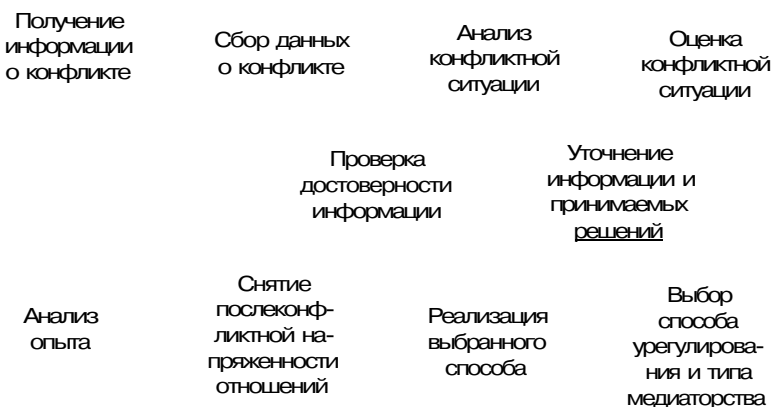 Получение
информации
о конфликте
Сбор данных
о конфликте
Анализ
конфликтной
ситуации
Оценка
конфликтной
ситуации
Проверка
достоверности
информации
Уточнение
информации и
принимаемых
решений
Анализ
опыта
Снятие
послеконф-
ликтной на-
пряженности
отношений
Реализация
выбранного
способа
Выбор
способа
урегулирова-
ния и типа
медиаторства